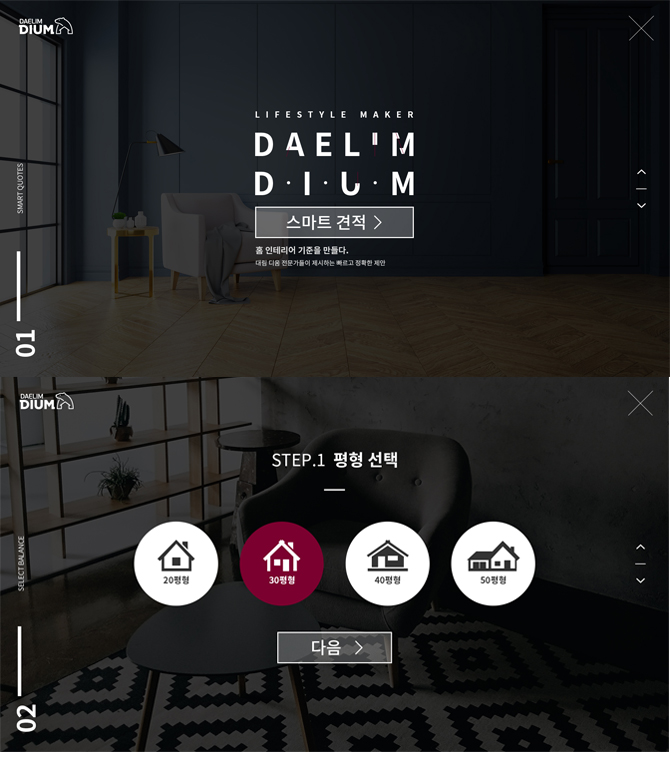 DAELIM
DIUM
LIFESTYLE MAKER
DAELIM
D·I·U·M
스마트 견적
홈 인테리어 기준을 만들다.
대림 디움 전문가들이 제시하는 빠르고 정확한 제안
SMART QUOTES
01
DAELIM
DIUM
STEP.1 평형 선택
20평형
30평형
40평형
50평형
다음
SELECT BALANCE
02